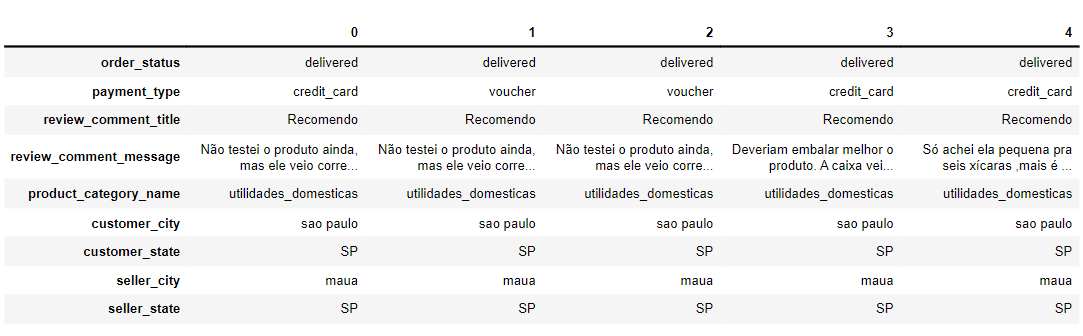 0 1 2 3 4
order_status delivered delivered delivered delivered delivered
payment_type credit_card voucher voucher credit_card credit_card
review_comment_title Recomendo Recomendo Recomendo Recomendo Recomendo
review_comment_message Não testei o produto ainda, mas ele veio corre... Não testei o produto ainda, mas ele veio corre... Não testei o produto ainda, mas ele veio corre... Deveriam embalar melhor o produto. A caixa vei... Só achei ela pequena pra seis xícaras ,mais é ...
product_category_name utilidades_domesticas utilidades_domesticas utilidades_domesticas utilidades_domesticas utilidades_domesticas
customer_city sao paulo sao paulo sao paulo sao paulo sao paulo
customer_state SP SP SP SP SP
seller_city maua maua maua maua maua
seller_state SP SP SP SP SP